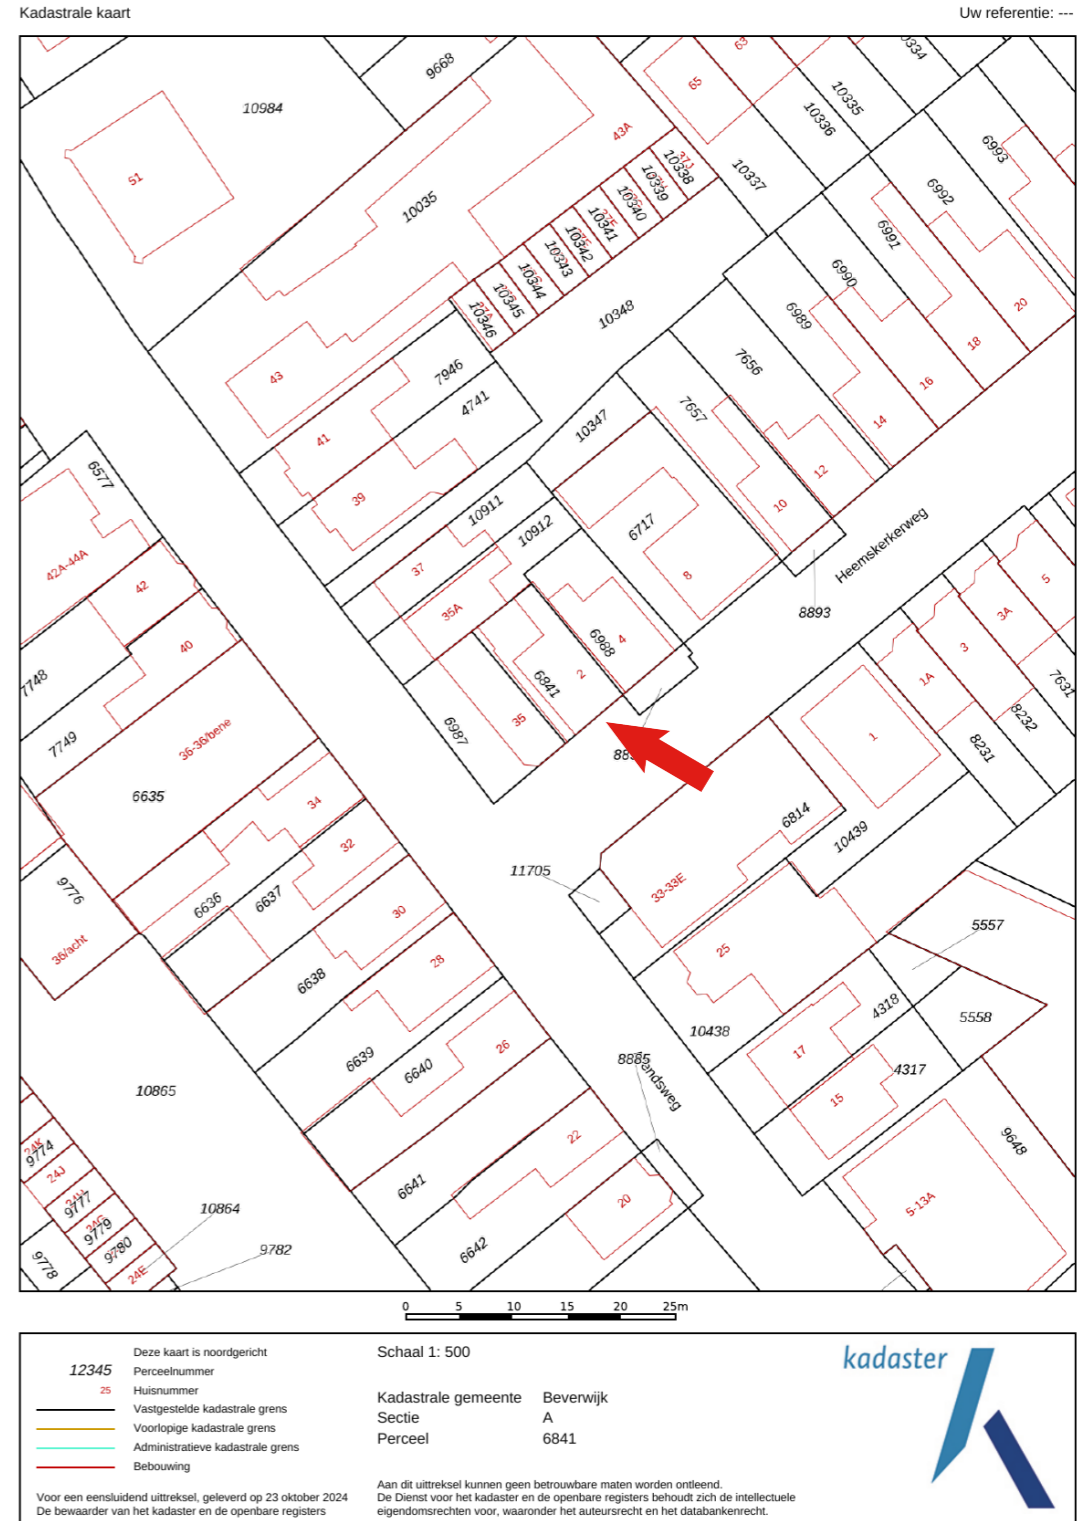 Kadastrale kaart
Uw referentie: ---
10984
9668
63
65
10334
10335
10336
43A
51
10035
10337
6993
6992
6991
6990
6989
20
18
16
14
37J
10338
10339
10340
10341
10342
10343
10344
10345
10346
10348
43
7946
4741
41
39
7656
7657
10347
12
10
6717
8
Heemskerkerweg
8893
6577
42A-44A
42
40
7748
7749
36-36/bene
6635
10911
10912
37
35A
6988
4
6841
2
6987
35
5
3A
3
1A
7631
8232
8231
1
6814
10439
34
32
6636
6637
30
6638
28
9776
36/acht
11705
33-33E
25
5557
5558
4318
10438
17
4317
15
6639
6640
26
8885
andsweg
10865
9648
5-13A
22
20
6641
6642
24K
9774
24J
9777
9779
9780
24E
9778
10864
9782
0 5 10 15 20 25m
Deze kaart is noordgericht
12345 Perceelnummer
25 Huisnummer
Vastgestelde kadastrale grens
Voorlopige kadastrale grens
Administratieve kadastrale grens
Bebouwing
Voor een eensluidend uittreksel, geleverd op 23 oktober 2024
De bewaarder van het kadaster en de openbare registers
Schaal 1: 500
Kadastrale gemeente Beverwijk
Sectie A
Perceel 6841
Aan dit uittreksel kunnen geen betrouwbare maten worden ontleend.
De Dienst voor het kadaster en de openbare registers behoudt zich de intellectuele
eigendomsrechten voor, waaronder het auteursrecht en het databankenrecht.
kadaster